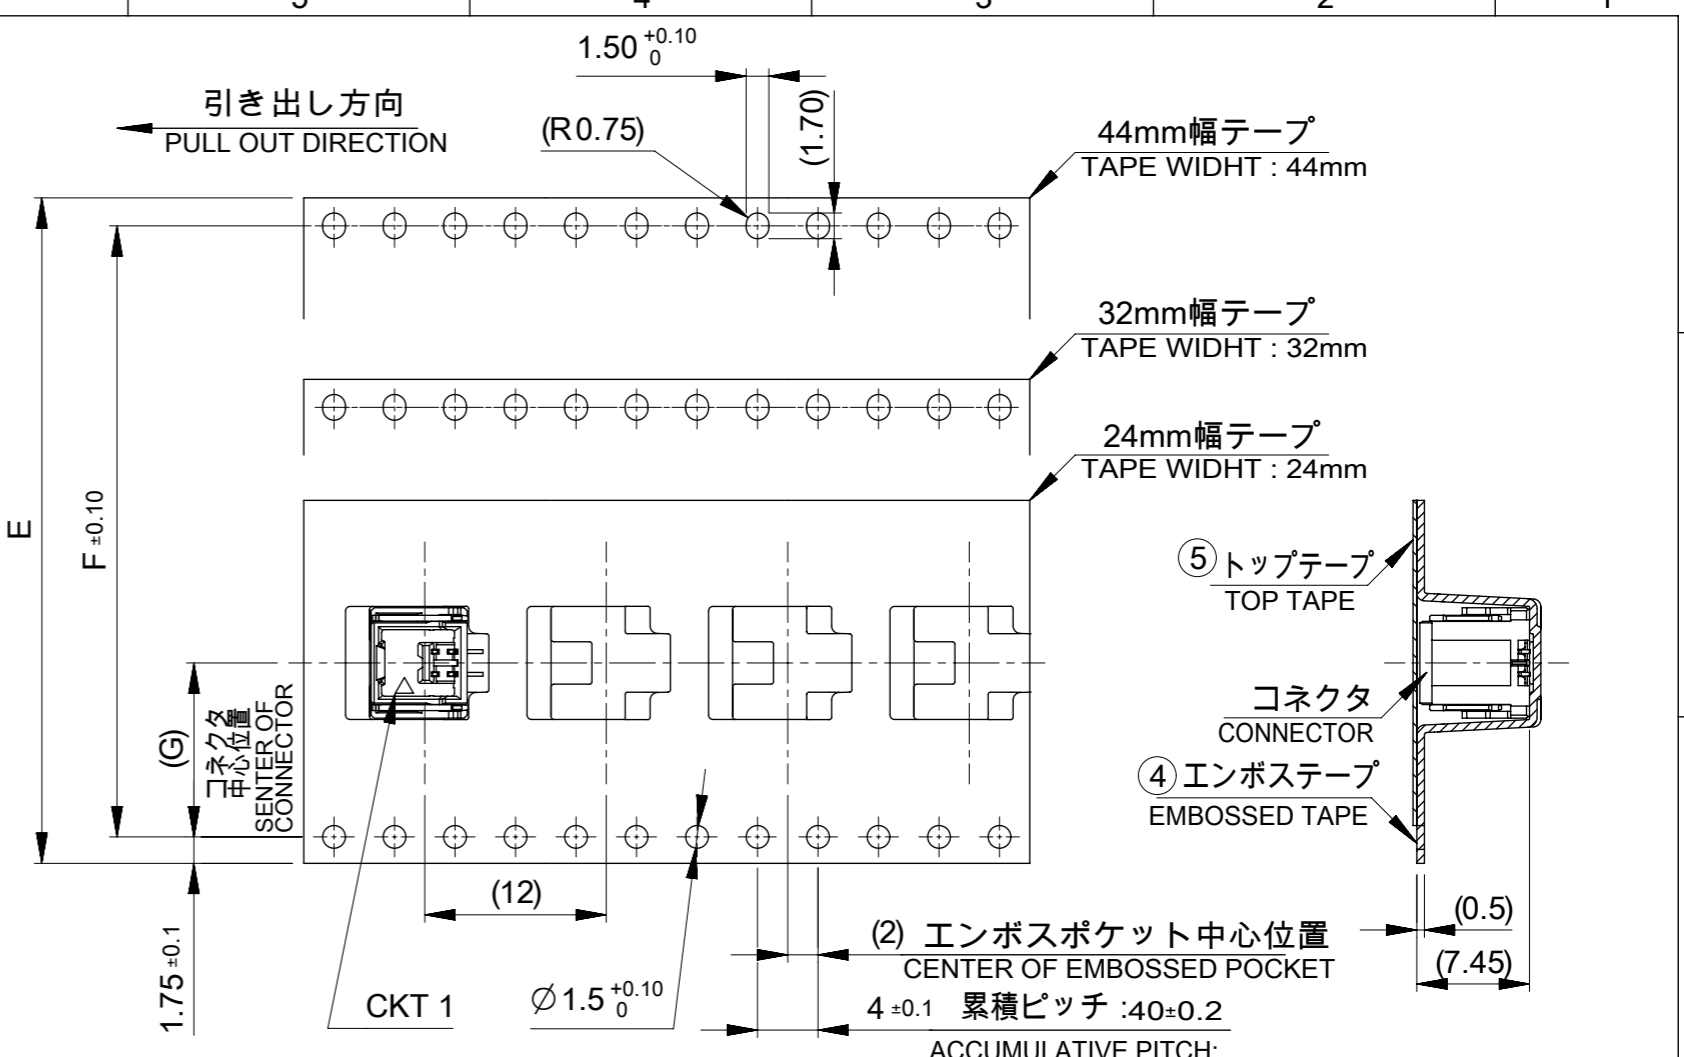 4
3
2
1
1.50 +0.10 0
引き出し方向
PULL OUT DIRECTION
(R0.75)
(1.70)
44mm幅テープ
TAPE WIDHT : 44mm
32mm幅テープ
TAPE WIDHT : 32mm
24mm幅テープ
TAPE WIDHT : 24mm
E
F ±0.10
(G)
コネクタ
中心位置
SENTER OF
CONNECTOR
⑤ トップテープ
TOP TAPE
コネクタ
CONNECTOR
④ エンボステープ
EMBOSSED TAPE
(12)
1.75 ±0.1
CKT 1
∅1.5 +0.10 0
(2) エンボスポケット中心位置
CENTER OF EMBOSSED POCKET
4 ±0.1 累積ピッチ :40±0.2
ACCUMULATIVE PITCH:
(0.5)
(7.45)